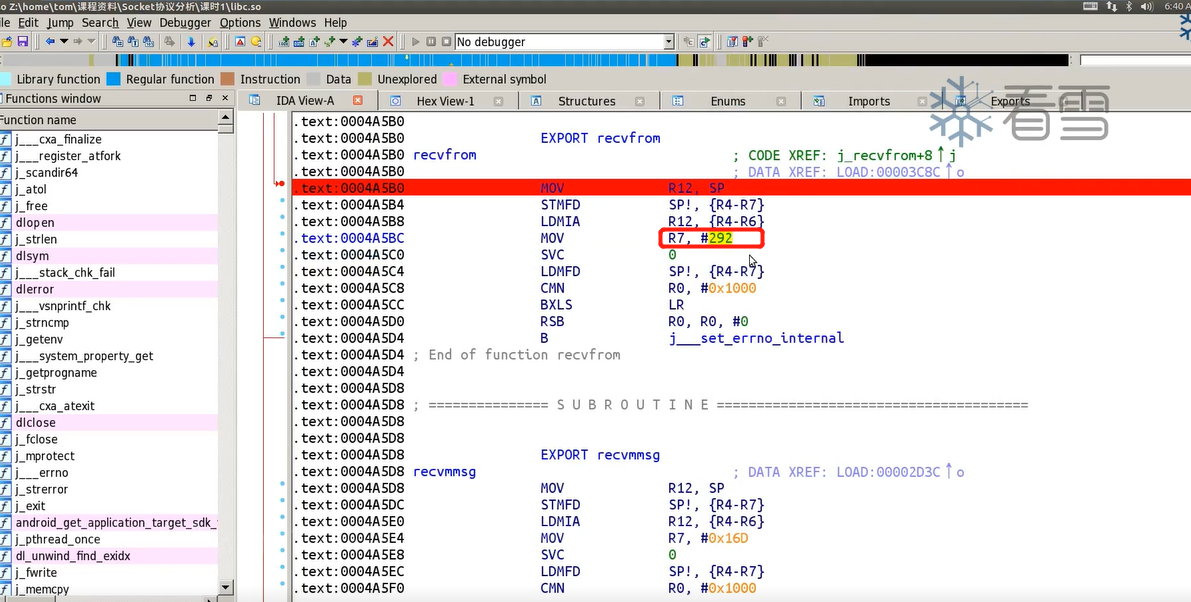 o Z:\home\tom\课程资料\Socket协议分析\课时1\libc.so
6:40
ile Edit Jump Search View Debugger Options Windows Help
No debugger
Library function Regular function Instruction Data Unexplored External symbol
Functions window
IDA View-A Hex View-1 Structures Enums Imports Exports
看雪
Function name
j___cxa_finalize
j___register_atfork
j_scandir64
j_atol
j_free
dlopen
j_strlen
dlsym
j___stack_chk_fail
dlerror
j___vsnprintf_chk
j_strncmp
j_getenv
j___system_property_get
j_getprogname
j_strstr
j___cxa_atexit
dlclose
j_fclose
j_mprotect
j___errno
j_strerror
j_exit
android_get_application_target_sdk_
j_pthread_once
dl_unwind_find_exidx
j_fwrite
j_memcpy
.text:0004A5B0
.text:0004A5B0 EXPORT recvfrom
.text:0004A5B0 recvfrom ; CODE XREF: j_recvfrom+8↑j
.text:0004A5B0 ; DATA XREF: LOAD:00003C8C↑o
.text:0004A5B0 MOV R12, SP
.text:0004A5B4 STMFD SP!, {R4-R7}
.text:0004A5B8 LDMIA R12, {R4-R6}
.text:0004A5BC MOV R7, #292
.text:0004A5C0 SVC 0
.text:0004A5C4 LDMFD SP!, {R4-R7}
.text:0004A5C8 CMN R0, #0x1000
.text:0004A5CC BXLS LR
.text:0004A5D0 RSB R0, R0, #0
.text:0004A5D4 B j___set_errno_internal
.text:0004A5D4 ; End of function recvfrom
.text:0004A5D4
.text:0004A5D8
.text:0004A5D8 ; =============== S U B R O U T I N E =======================================
.text:0004A5D8
.text:0004A5D8
.text:0004A5D8 EXPORT recvmmsg
.text:0004A5D8 recvmmsg ; DATA XREF: LOAD:00002D3C↑o
.text:0004A5D8 MOV R12, SP
.text:0004A5DC STMFD SP!, {R4-R7}
.text:0004A5E0 LDMIA R12, {R4-R6}
.text:0004A5E4 MOV R7, #0x16D
.text:0004A5E8 SVC 0
.text:0004A5EC LDMFD SP!, {R4-R7}
.text:0004A5F0 CMN R0, #0x1000